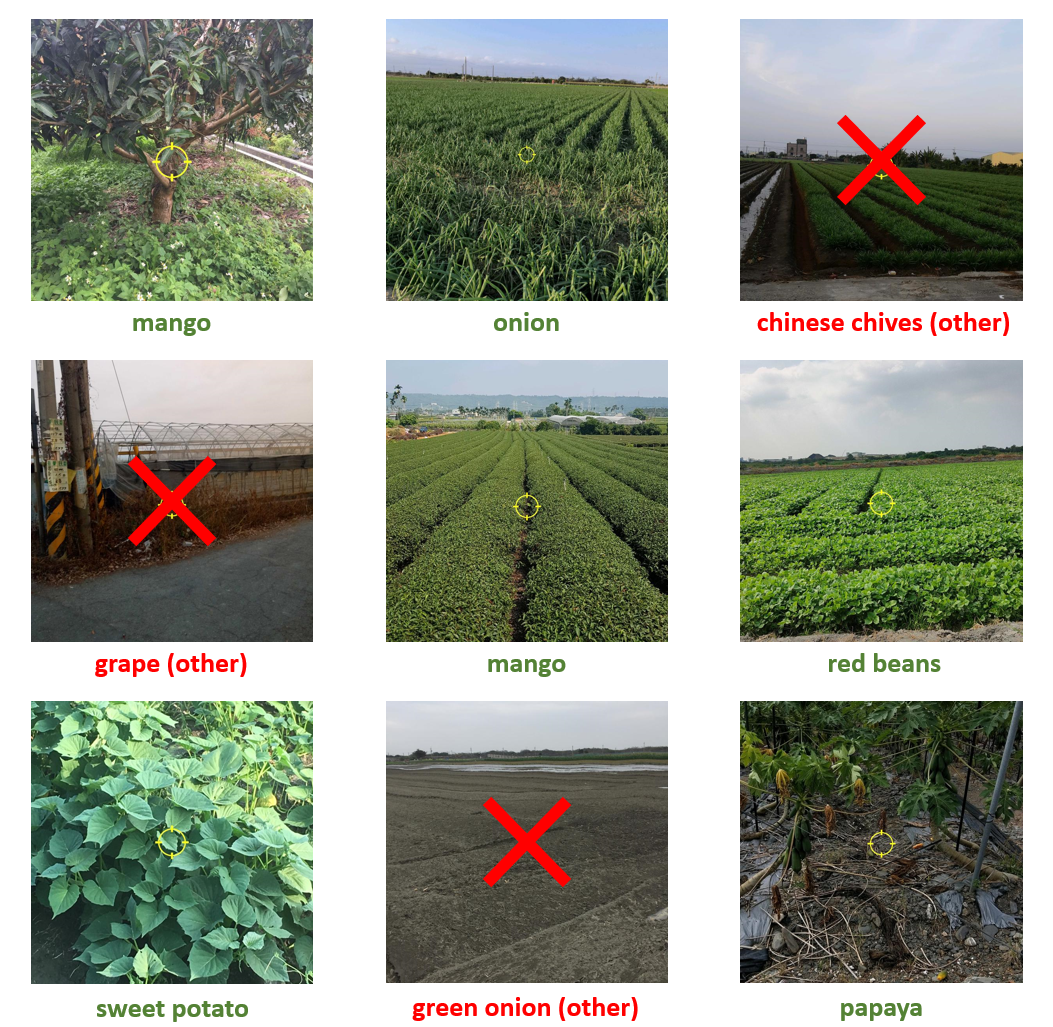 mango
onion
chinese chives (other)
grape (other)
mango
red beans
sweet potato
green onion (other)
papaya